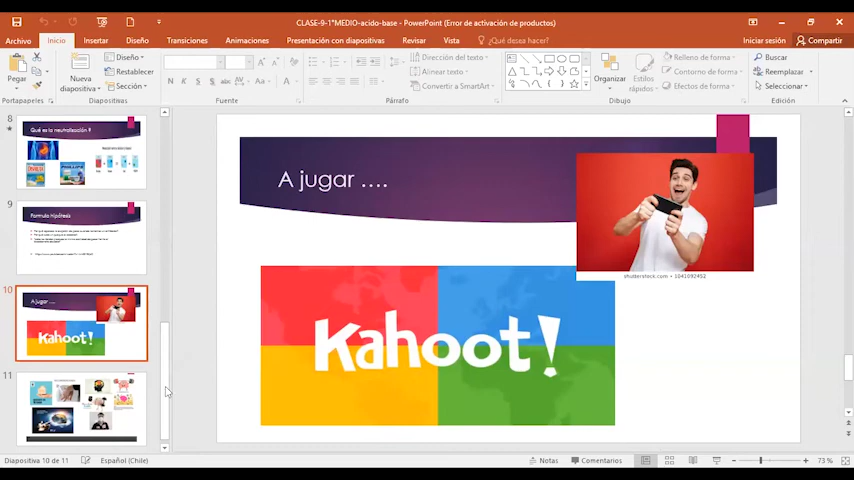 CLASE-9-1°MEDIO-acido-base - PowerPoint (Error de activación de productos)
Archivo Inicio Insertar Diseño Transiciones Animaciones Presentación con diapositivas Revisar Vista ¿Qué desea hacer? Iniciar sesión Compartir
Pegar
Nueva
diapositiva
Diseño
Restablecer
Sección
N K S S abc AV Aa A
Dirección del texto
Alinear texto
Convertir a SmartArt
Organizar
Estilos
rápidos
Relleno de forma
Contorno de forma
Efectos de forma
Buscar
Reemplazar
Seleccionar
Portapapeles Diapositivas Fuente Párrafo Dibujo Edición
8
Qué es la neutralización ?
9
Formula hipótesis
10
A jugar ....
Kahoot!
11
A jugar ....
shutterstock.com • 1041092452
Kahoot!
Diapositiva 10 de 11 Español (Chile) Notas Comentarios 73 %